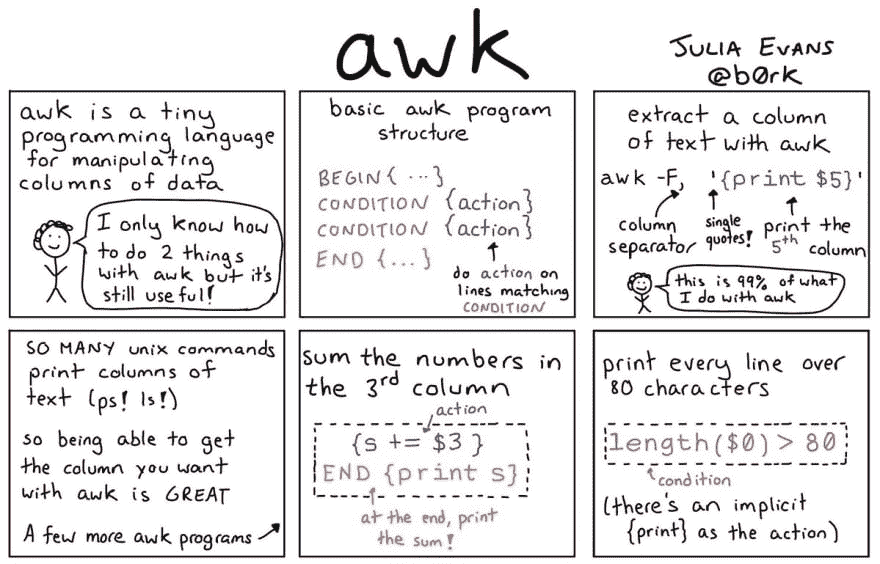 awk
JULIA EVANS
@b0rk
awk is a tiny
programming language
for manipulating
columns of data
I only know how
to do 2 things
with awk but it's
still useful!
basic awk program
structure
BEGIN{ ...}
CONDITION {action}
CONDITION {action}
END {...}
do action on
lines matching
CONDITION
extract a column
of text with awk
awk -F, '{print $5}'
column
separator
single
quotes!
print the
5th column
this is 99% of what
I do with awk
SO MANY unix commands
print columns of
text (ps! ls!)
so being able to get
the column you want
with awk is GREAT
A few more awk programs
sum the numbers in
the 3rd column
action
{s += $3 }
END {print s}
at the end, print
the sum!
print every line over
80 characters
length($0) > 80
condition
(there's an implicit
{print} as the action)